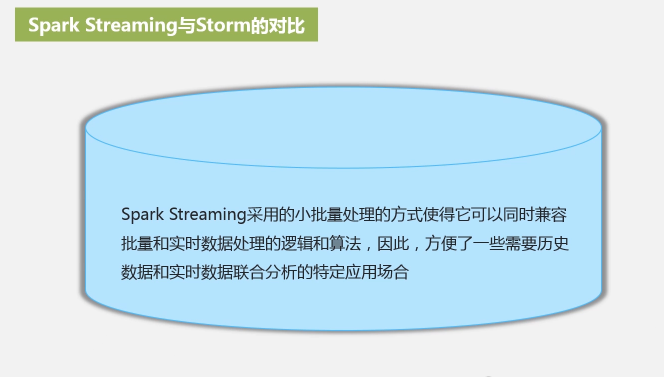 Spark Streaming与Storm的对比
Spark Streaming采用的小批量处理的方式使得它可以同时兼容
批量和实时数据处理的逻辑和算法，因此，方便了一些需要历史
数据和实时数据联合分析的特定应用场合